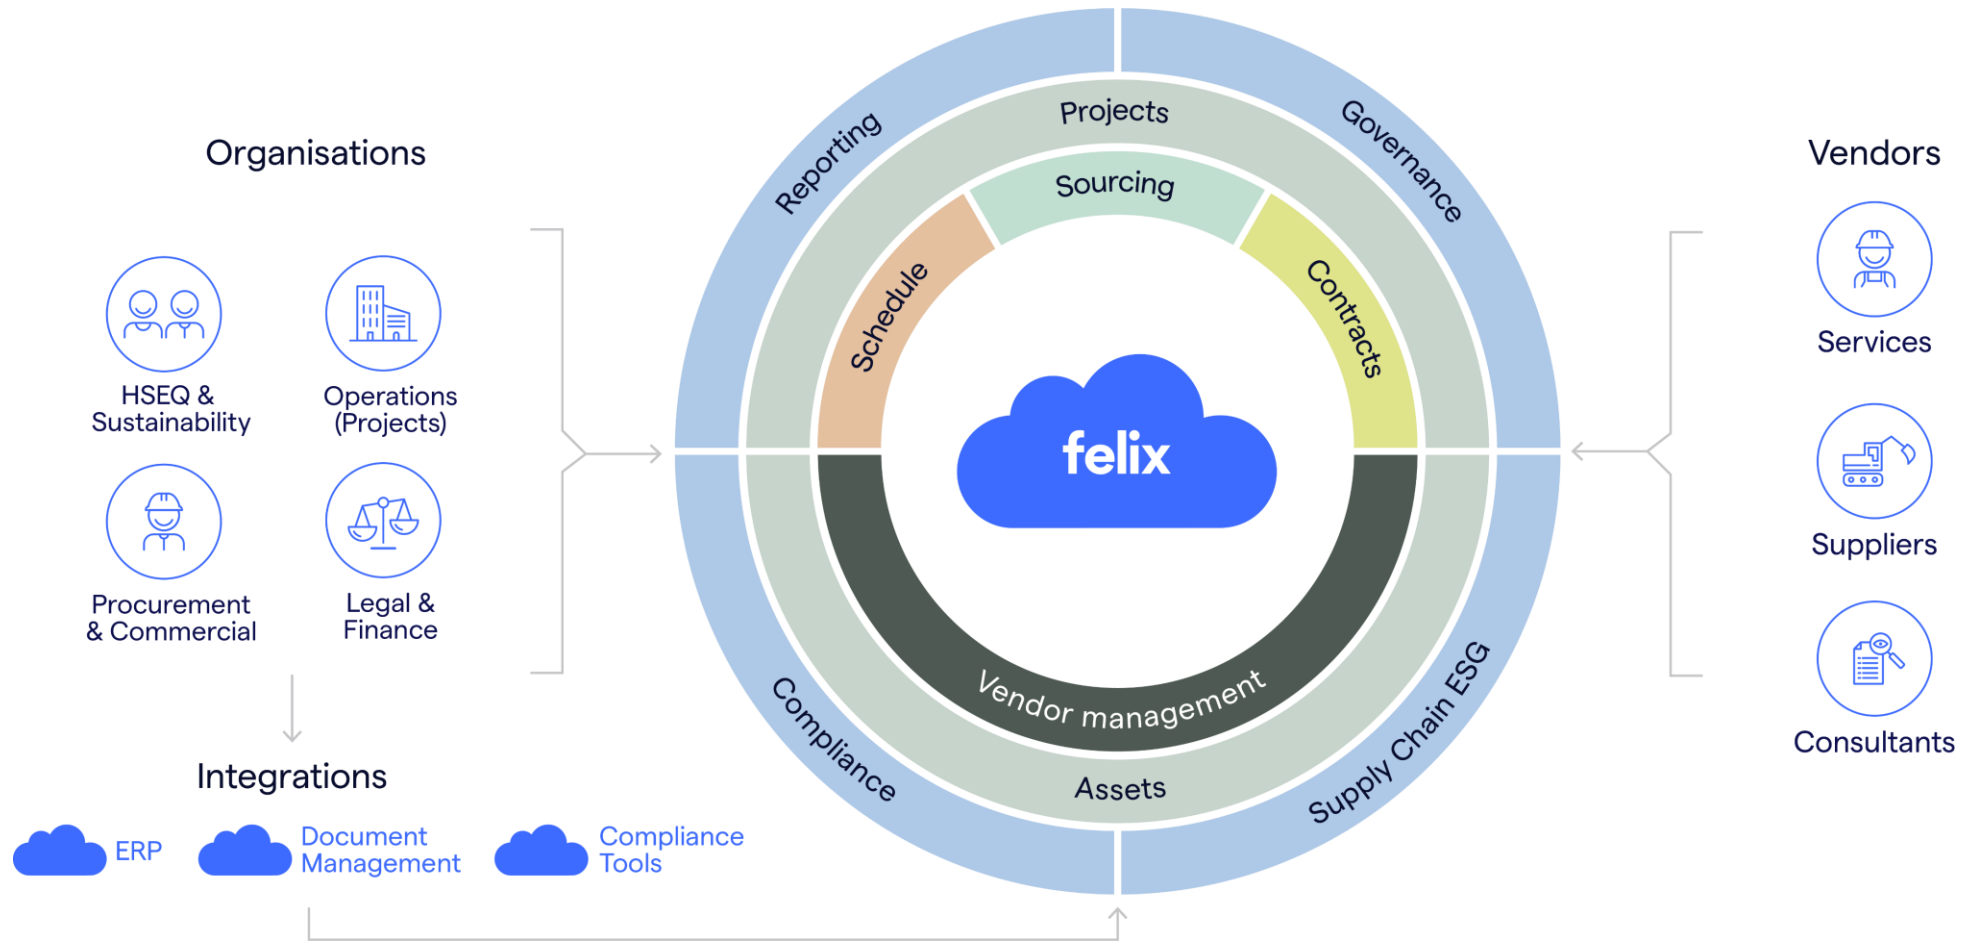 Organisations
HSEQ &
Sustainability
Operations
(Projects)
Procurement
& Commercial
Legal &
Finance
Integrations
ERP
Document
Management
Compliance
Tools
Reporting
Governance
Projects
Sourcing
Schedule
Contracts
felix
Vendor management
Assets
Compliance
Supply Chain ESG
Vendors
Services
Suppliers
Consultants